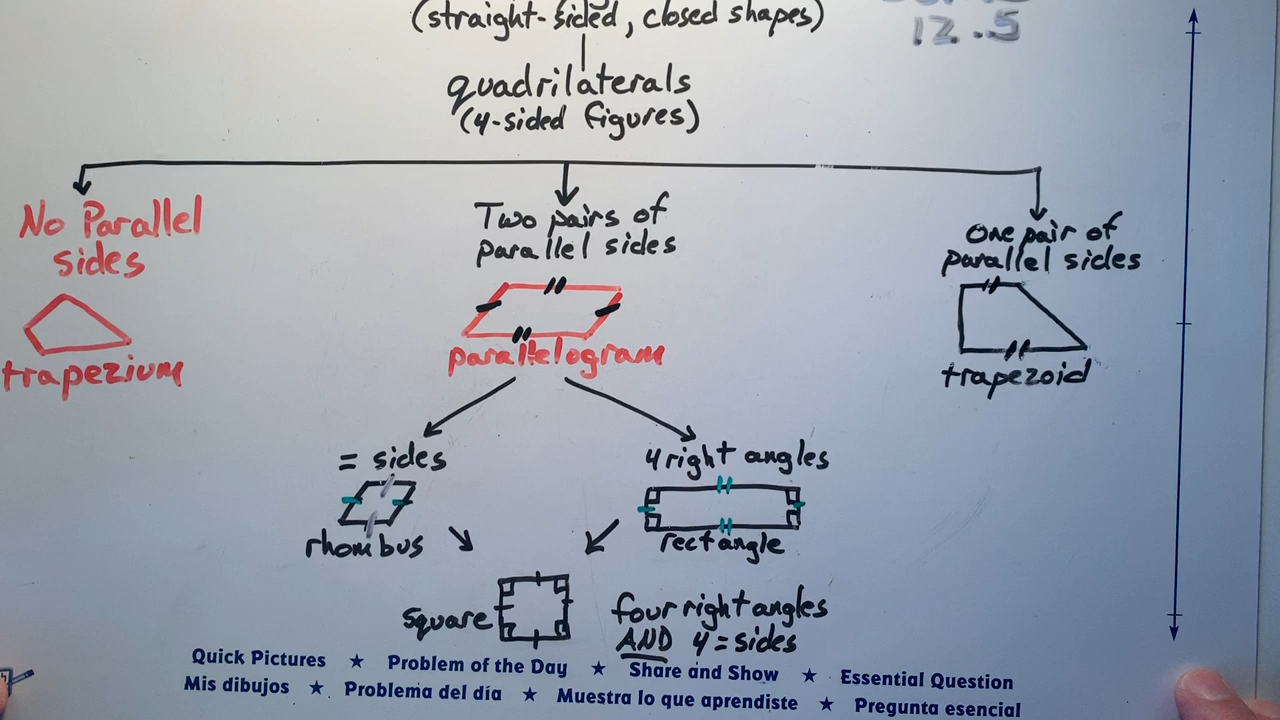 (straight-sided, closed shapes)
12.5
quadrilaterals
(4-sided figures)
No Parallel
sides
trapezium
Two pairs of
parallel sides
parallelogram
One pair of
parallel sides
trapezoid
= sides
rhombus
4 right angles
rectangle
square
four right angles
AND 4 = sides
Quick Pictures ★ Problem of the Day ★ Share and Show ★ Essential Question
Mis dibujos ★ Problema del día ★ Muestra lo que aprendiste ★ Pregunta esencial